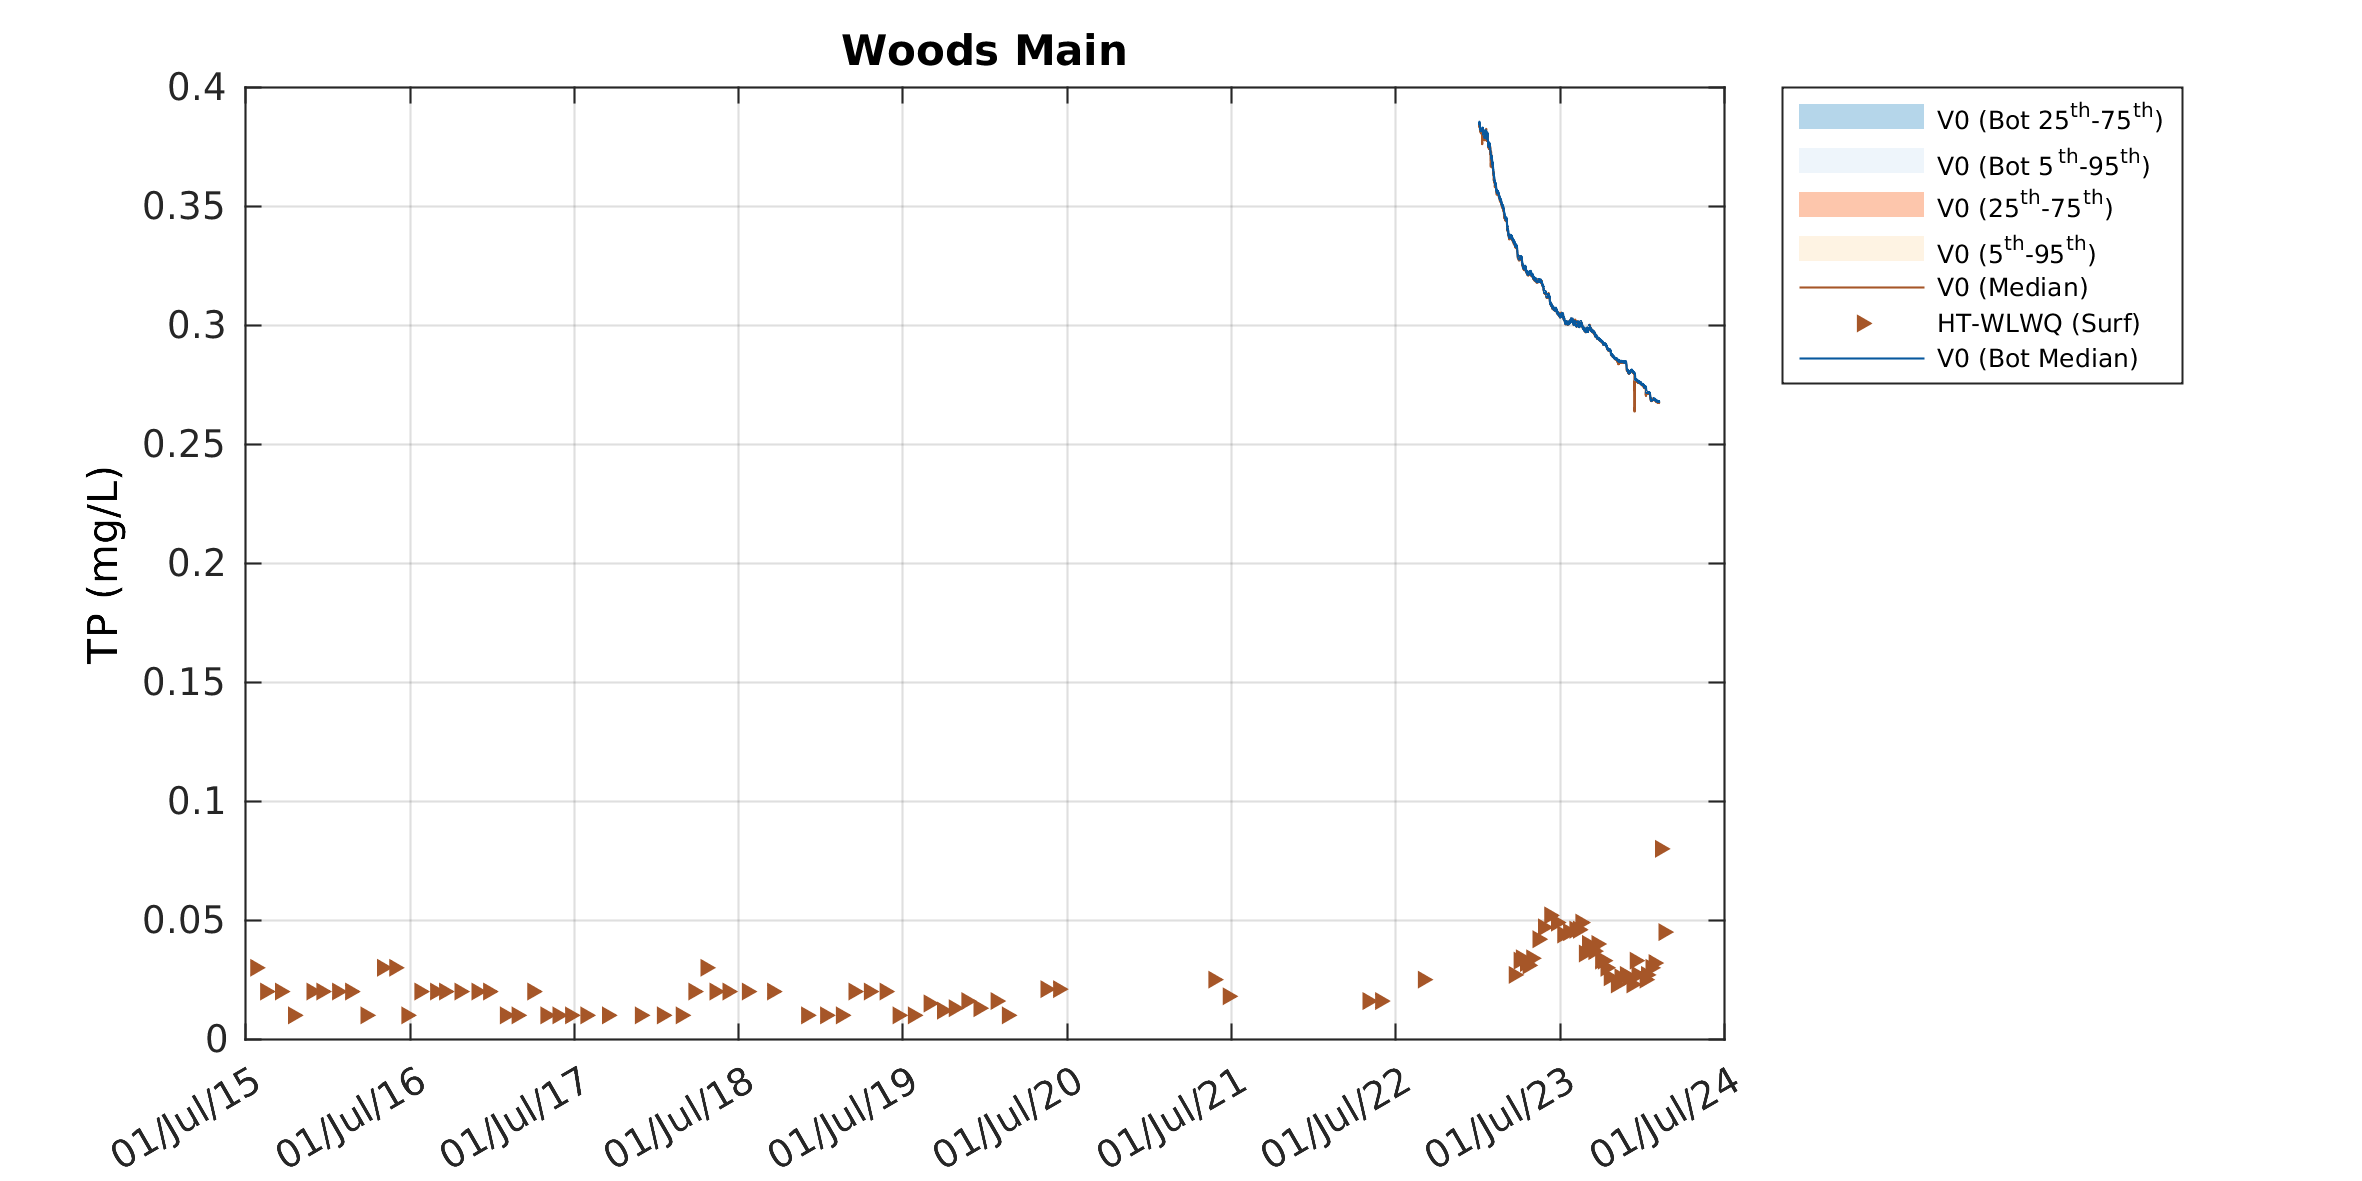 Woods Main
0.4
0.35
0.3
0.25
0.2
0.15
0.1
0.05
0
TP (mg/L)
01/Jul/15
01/Jul/16
01/Jul/17
01/Jul/18
01/Jul/19
01/Jul/20
01/Jul/21
01/Jul/22
01/Jul/23
01/Jul/24
V0 (Bot 25th-75th)
V0 (Bot 5th-95th)
V0 (25th-75th)
V0 (5th-95th)
V0 (Median)
HT-WLWQ (Surf)
V0 (Bot Median)